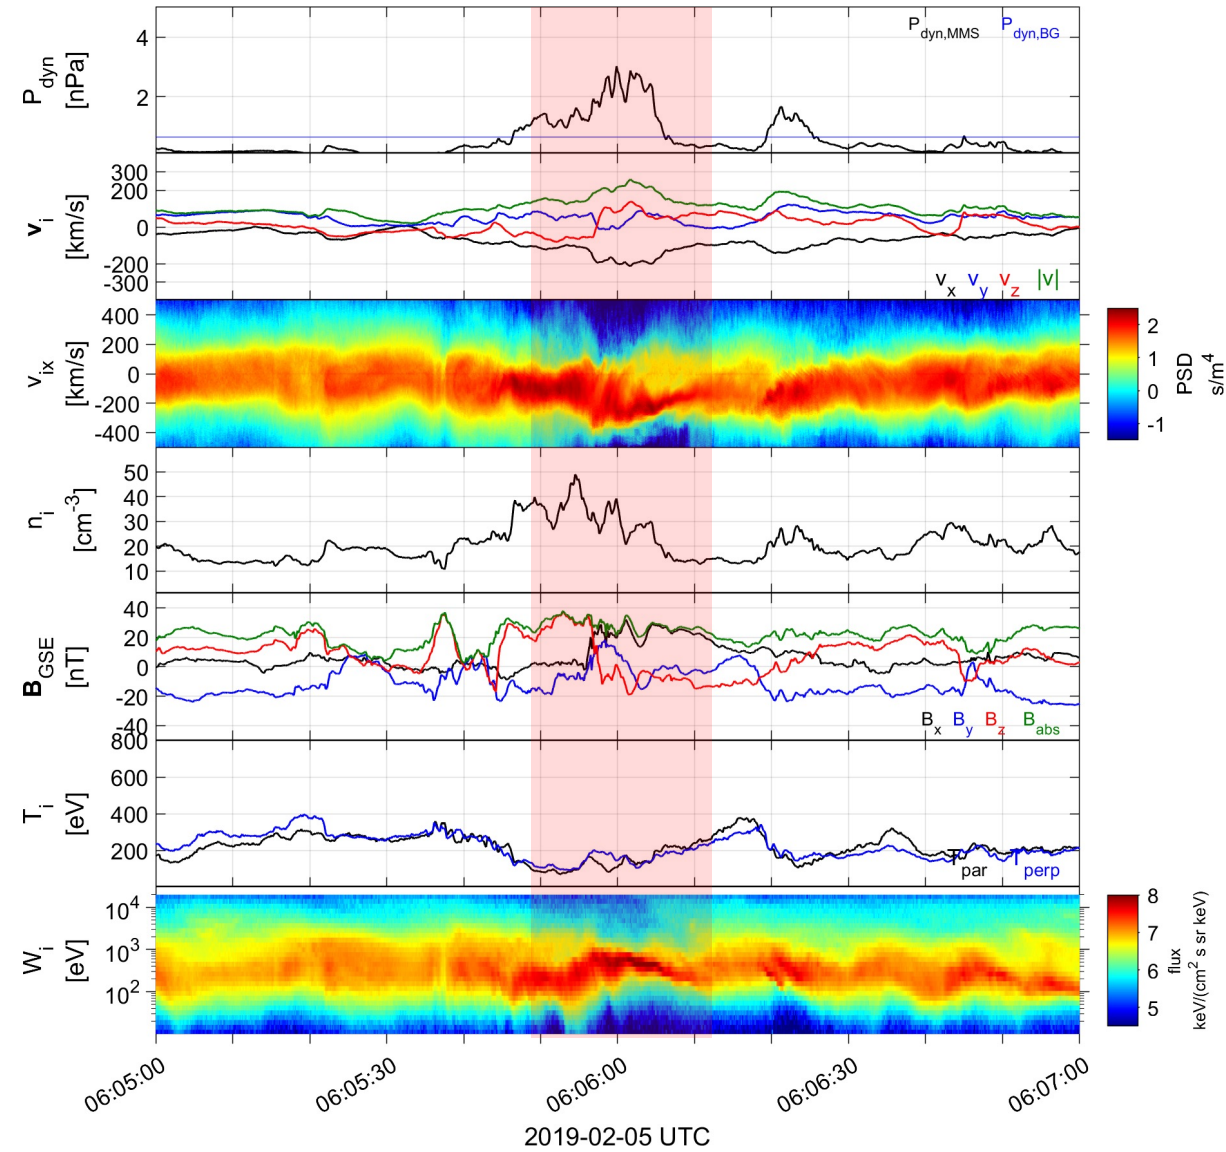 P_dyn [nPa]
4
2
P_dyn,MMS P_dyn,BG
v_i [km/s]
300
200
0
-200
-300
v_x v_y v_z |v|
v_ix [km/s]
400
200
0
-200
-400
2
1
0
-1
PSD
s/m^4
n_i [cm^-3]
50
40
30
20
10
B_GSE [nT]
40
20
0
-20
-40
B_x B_y B_z B_abs
T_i [eV]
800
600
400
200
T_par T_perp
W_i [eV]
10^4
10^3
10^2
8
7
6
5
flux
keV/(cm^2 s sr keV)
06:05:00 06:05:30 06:06:00 06:06:30 06:07:00
2019-02-05 UTC